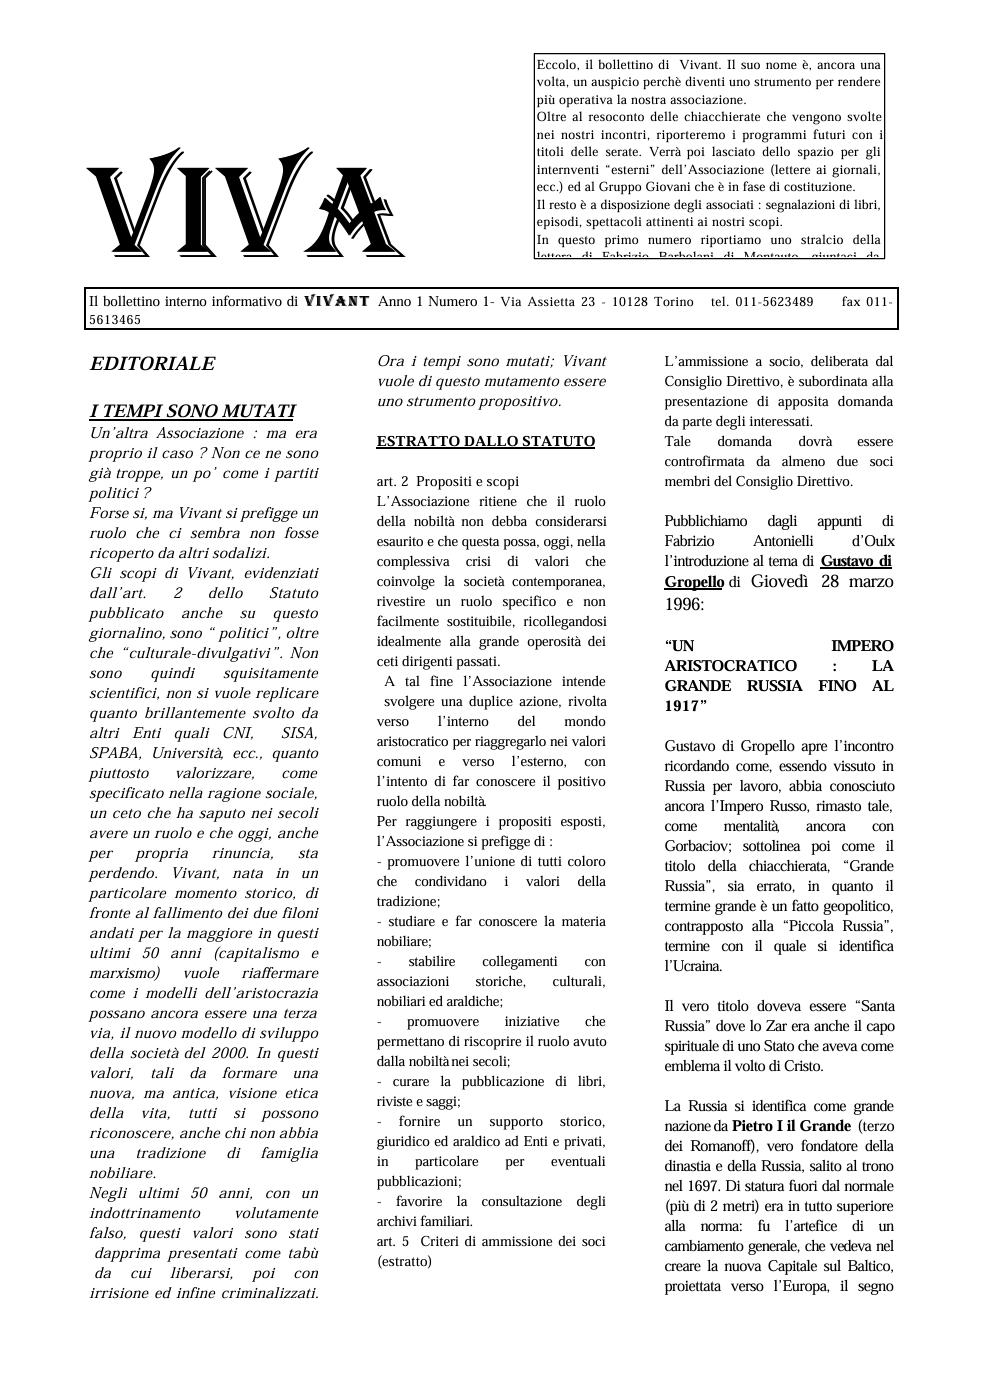 VIVA
Eccolo, il bollettino di Vivant. Il suo nome è, ancora una
volta, un auspicio perchè diventi uno strumento per rendere
più operativa la nostra associazione.
Oltre al resoconto delle chiacchierate che vengono svolte
nei nostri incontri, riporteremo i programmi futuri con i
titoli delle serate. Verrà poi lasciato dello spazio per gli
internventi “esterni” dell’Associazione (lettere ai giornali,
ecc.) ed al Gruppo Giovani che è in fase di costituzione.
Il resto è a disposizione degli associati : segnalazioni di libri,
episodi, spettacoli attinenti ai nostri scopi.
In questo primo numero riportiamo uno stralcio della
lettera di Fabrizio Barbolani di Montauto, giuntaci da
Il bollettino interno informativo di VIVANT Anno 1 Numero 1- Via Assietta 23 - 10128 Torino tel. 011-5623489 fax 011-
5613465
EDITORIALE
I TEMPI SONO MUTATI
Un’altra Associazione : ma era
proprio il caso ? Non ce ne sono
già troppe, un po’ come i partiti
politici ?
Forse si, ma Vivant si prefigge un
ruolo che ci sembra non fosse
ricoperto da altri sodalizi.
Gli scopi di Vivant, evidenziati
dall’art. 2 dello Statuto
pubblicato anche su questo
giornalino, sono “ politici”, oltre
che “culturale-divulgativi”. Non
sono quindi squisitamente
scientifici, non si vuole replicare
quanto brillantemente svolto da
altri Enti quali CNI, SISA,
SPABA, Università, ecc., quanto
piuttosto valorizzare, come
specificato nella ragione sociale,
un ceto che ha saputo nei secoli
avere un ruolo e che oggi, anche
per propria rinuncia, sta
perdendo. Vivant, nata in un
particolare momento storico, di
fronte al fallimento dei due filoni
andati per la maggiore in questi
ultimi 50 anni (capitalismo e
marxismo) vuole riaffermare
come i modelli dell’aristocrazia
possano ancora essere una terza
via, il nuovo modello di sviluppo
della società del 2000. In questi
valori, tali da formare una
nuova, ma antica, visione etica
della vita, tutti si possono
riconoscere, anche chi non abbia
una tradizione di famiglia
nobiliare.
Negli ultimi 50 anni, con un
indottrinamento volutamente
falso, questi valori sono stati
dapprima presentati come tabù
da cui liberarsi, poi con
irrisione ed infine criminalizzati.
Ora i tempi sono mutati; Vivant
vuole di questo mutamento essere
uno strumento propositivo.
ESTRATTO DALLO STATUTO
art. 2 Propositi e scopi
L’Associazione ritiene che il ruolo
della nobiltà non debba considerarsi
esaurito e che questa possa, oggi, nella
complessiva crisi di valori che
coinvolge la società contemporanea,
rivestire un ruolo specifico e non
facilmente sostituibile, ricollegandosi
idealmente alla grande operosità dei
ceti dirigenti passati.
A tal fine l’Associazione intende
svolgere una duplice azione, rivolta
verso l’interno del mondo
aristocratico per riaggregarlo nei valori
comuni e verso l’esterno, con
l’intento di far conoscere il positivo
ruolo della nobiltà.
Per raggiungere i propositi esposti,
l’Associazione si prefigge di :
- promuovere l’unione di tutti coloro
che condividano i valori della
tradizione;
- studiare e far conoscere la materia
nobiliare;
- stabilire collegamenti con
associazioni storiche, culturali,
nobiliari ed araldiche;
- promuovere iniziative che
permettano di riscoprire il ruolo avuto
dalla nobiltà nei secoli;
- curare la pubblicazione di libri,
riviste e saggi;
- fornire un supporto storico,
giuridico ed araldico ad Enti e privati,
in particolare per eventuali
pubblicazioni;
- favorire la consultazione degli
archivi familiari.
art. 5 Criteri di ammissione dei soci
(estratto)
L’ammissione a socio, deliberata dal
Consiglio Direttivo, è subordinata alla
presentazione di apposita domanda
da parte degli interessati.
Tale domanda dovrà essere
controfirmata da almeno due soci
membri del Consiglio Direttivo.
Pubblichiamo dagli appunti di
Fabrizio Antonielli d’Oulx
l’introduzione al tema di Gustavo di
Gropello di Giovedì 28 marzo
1996:
“UN IMPERO
ARISTOCRATICO : LA
GRANDE RUSSIA FINO AL
1917”
Gustavo di Gropello apre l’incontro
ricordando come, essendo vissuto in
Russia per lavoro, abbia conosciuto
ancora l’Impero Russo, rimasto tale,
come mentalità, ancora con
Gorbaciov; sottolinea poi come il
titolo della chiacchierata, “Grande
Russia”, sia errato, in quanto il
termine grande è un fatto geopolitico,
contrapposto alla “Piccola Russia”,
termine con il quale si identifica
l’Ucraina.
Il vero titolo doveva essere “Santa
Russia” dove lo Zar era anche il capo
spirituale di uno Stato che aveva come
emblema il volto di Cristo.
La Russia si identifica come grande
nazione da Pietro I il Grande (terzo
dei Romanoff), vero fondatore della
dinastia e della Russia, salito al trono
nel 1697. Di statura fuori dal normale
(più di 2 metri) era in tutto superiore
alla norma: fu l’artefice di un
cambiamento generale, che vedeva nel
creare la nuova Capitale sul Baltico,
proiettata verso l’Europa, il segno